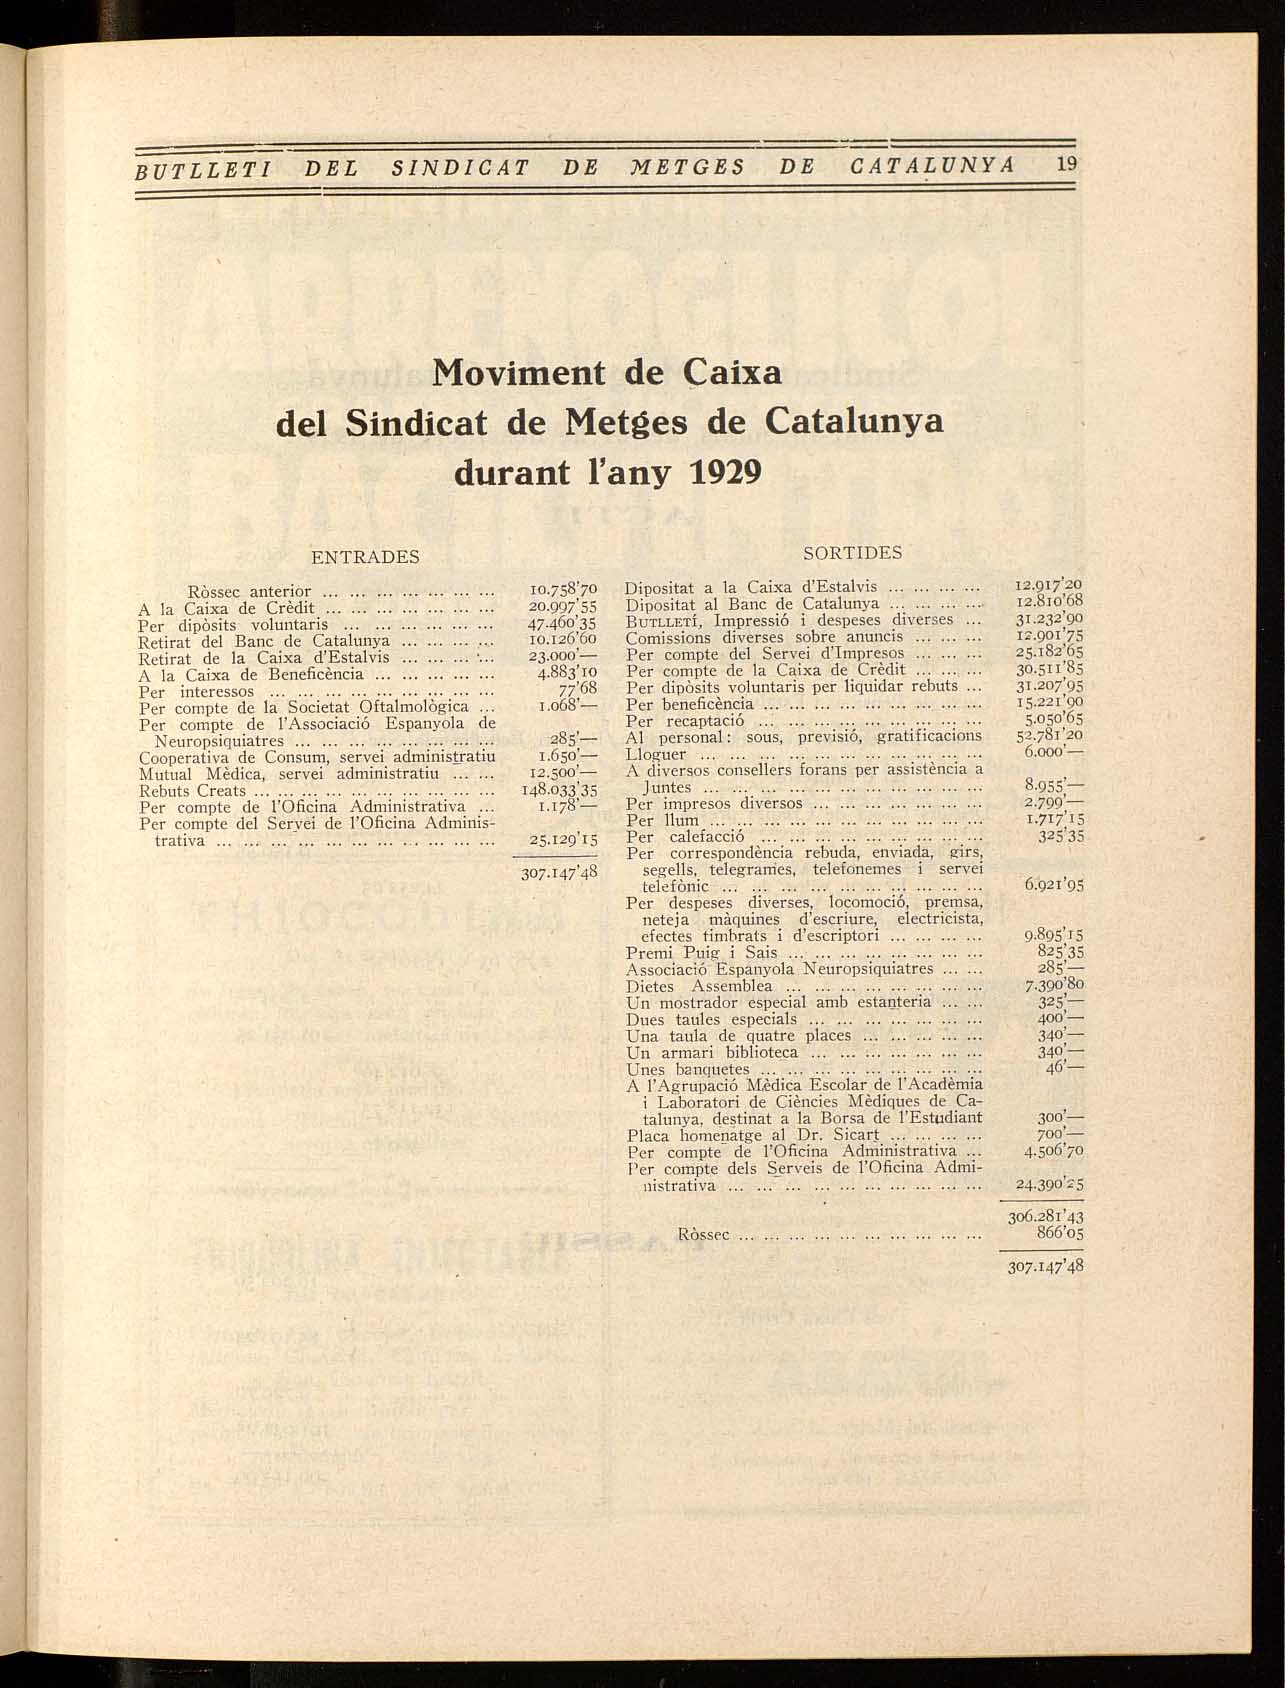 BUTLLETI DEL SINDICAT DE METGES DE CATALUNYA 19
Moviment de Caixa
del Sindicat de Metges de Catalunya
durant l'any 1929
ENTRADES
Ròssec anterior ... ... ... ... ... ... ... 10.758'70
A la Caixa de Crèdit ... ... ... ... ... ... ... 20.997'55
Per dipòsits voluntaris ... ... ... ... ... ... 47.460'35
Retirat del Banc de Catalunya ... ... ... ... 10.126'60
Retirat de la Caixa d'Estalvis ... ... ... ... 23.000'—
A la Caixa de Beneficència ... ... ... ... ... 4.883'10
Per interessos ... ... ... ... ... ... ... ... ... 77'68
Per compte de la Societat Oftalmològica ... 1.068'—
Per compte de l'Associació Espanyola de
Neuropsiquiatres ... ... ... ... ... ... ... ... 285'—
Cooperativa de Consum, servei administratiu 1.650'—
Mutual Mèdica, servei administratiu ... ... 12.500'—
Rebuts Creats ... ... ... ... ... ... ... ... ... ... 148.033'35
Per compte de l'Oficina Administrativa ... 1.178'—
Per compte del Servei de l'Oficina Adminis-
trativa ... ... ... ... ... ... ... ... ... ... ... 25.129'15
307.147'48
SORTIDES
Dipositat a la Caixa d'Estalvis ... ... ... ... 12.917'20
Dipositat al Banc de Catalunya ... ... ... ... 12.810'68
BUTLLETÍ, Impressió i despeses diverses ... 31.232'90
Comissions diverses sobre anuncis ... ... ... 12.901'75
Per compte del Servei d'Impresos ... ... ... 25.182'65
Per compte de la Caixa de Crèdit ... ... ... 30.511'85
Per dipòsits voluntaris per liquidar rebuts ... 31.207'95
Per beneficència ... ... ... ... ... ... ... ... ... 15.221'90
Per recaptació ... ... ... ... ... ... ... ... ... 5.050'65
Al personal: sous, previsió, gratificacions 52.781'20
Lloguer ... ... ... ... ... ... ... ... ... ... ... 6.000'—
A diversos consellers forans per assistència a
Juntes ... ... ... ... ... ... ... ... ... ... ... 8.955'—
Per impresos diversos ... ... ... ... ... ... ... 2.799'—
Per llum ... ... ... ... ... ... ... ... ... ... ... 1.717'15
Per calefacció ... ... ... ... ... ... ... ... ... 325'35
Per correspondència rebuda, enviada, girs,
segells, telegrames, telefonemes i servei
telefònic ... ... ... ... ... ... ... ... ... ... 6.921'95
Per despeses diverses, locomoció, premsa,
neteja màquines d'escriure, electricista,
efectes timbrats i d'escriptori ... ... ... ... 9.895'15
Premi Puig i Sais ... ... ... ... ... ... ... ... 825'35
Associació Espanyola Neuropsiquiatres ... ... 285'—
Dietes Assemblea ... ... ... ... ... ... ... ... 7.390'80
Un mostrador especial amb estanteria ... ... 325'—
Dues taules especials ... ... ... ... ... ... ... 400'—
Una taula de quatre places ... ... ... ... ... 340'—
Un armari biblioteca ... ... ... ... ... ... ... 340'—
Unes banquetes ... ... ... ... ... ... ... ... ... 46'—
A l'Agrupació Mèdica Escolar de l'Acadèmia
i Laboratori de Ciències Mèdiques de Ca-
talunya, destinat a la Borsa de l'Estudiant 300'—
Placa homenatge al Dr. Sicart ... ... ... ... 700'—
Per compte de l'Oficina Administrativa ... 4.506'70
Per compte dels Serveis de l'Oficina Admi-
nistrativa ... ... ... ... ... ... ... ... ... ... 24.390'25
306.281'43
Ròssec ... ... ... ... ... ... ... ... ... ... 866'05
307.147'48